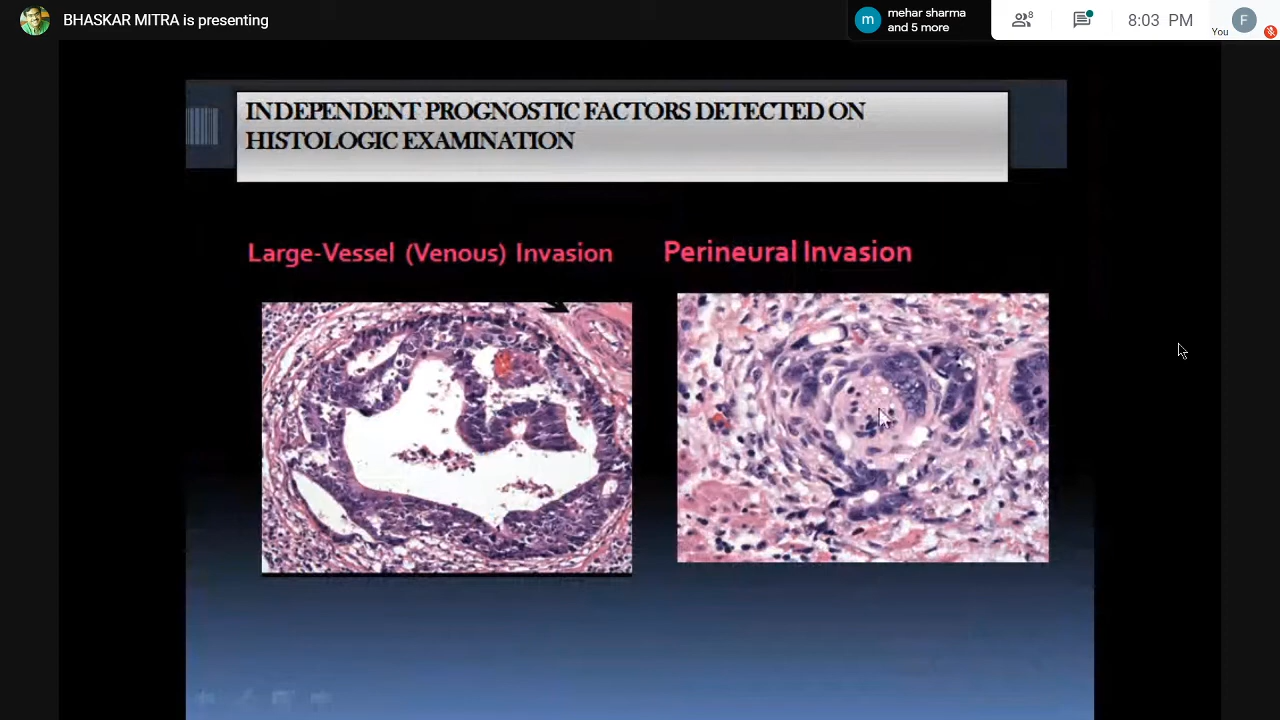 BHASKAR MITRA is presenting
m
mehar sharma
and 5 more
8
8:03 PM
You
F
INDEPENDENT PROGNOSTIC FACTORS DETECTED ON
HISTOLOGIC EXAMINATION
Large-Vessel (Venous) Invasion
Perineural Invasion